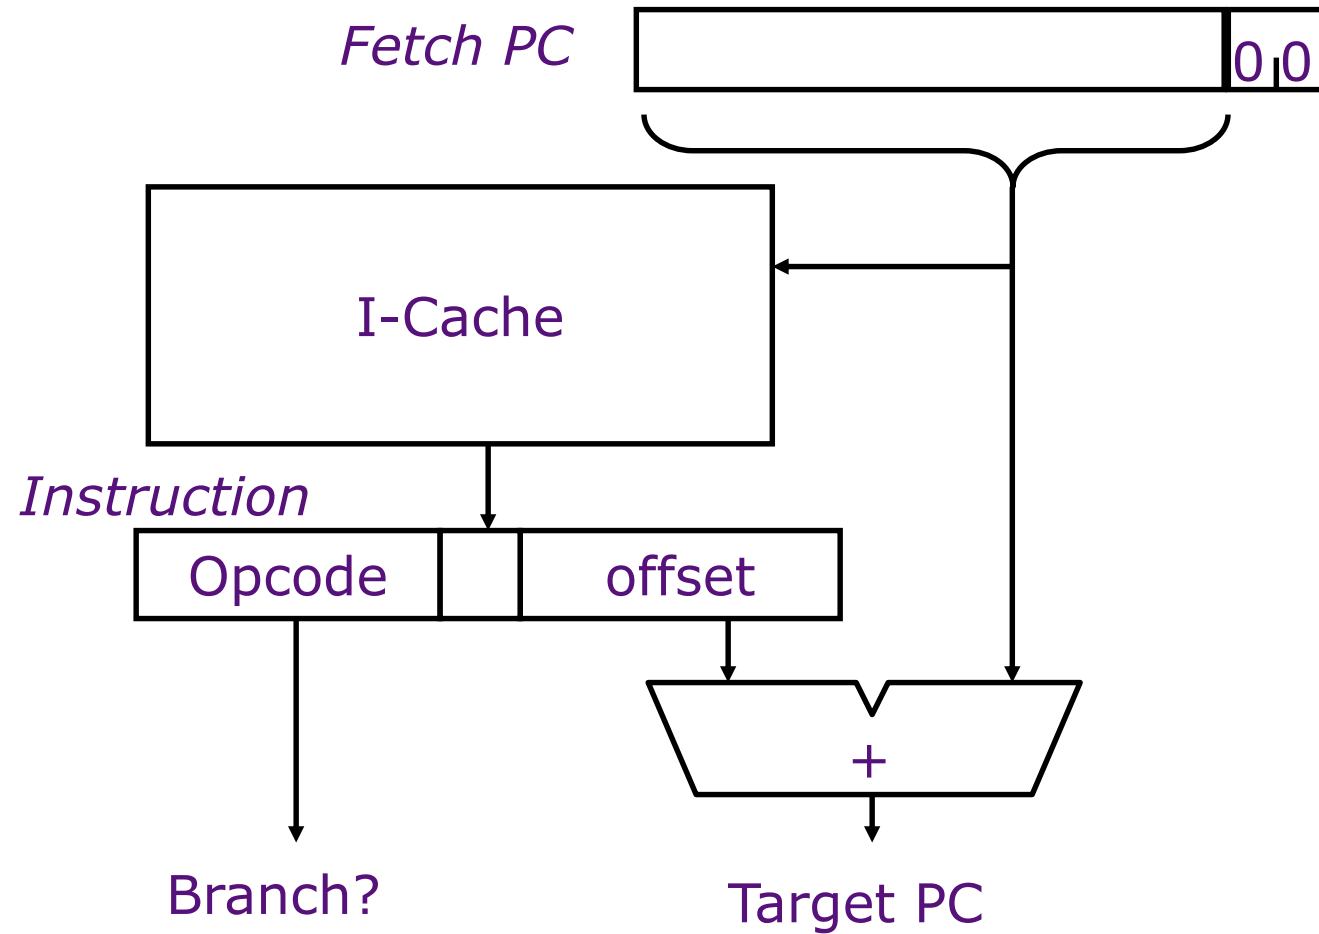 Fetch PC
0 0
I-Cache
Instruction
Opcode
offset
+
Branch?
Target PC